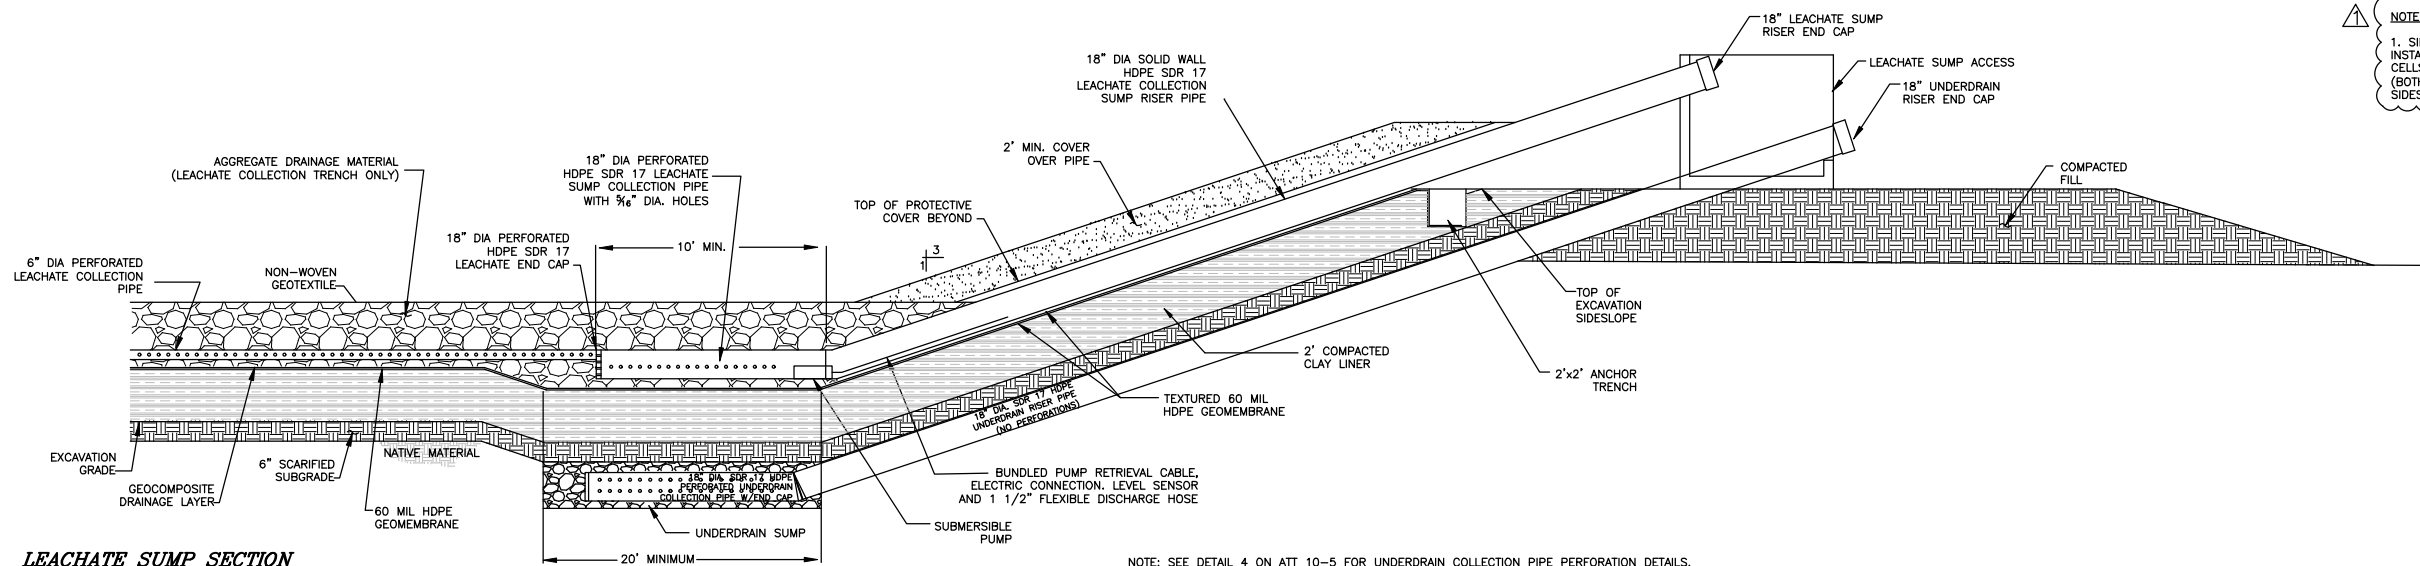 18" LEACHATE SUMP
RISER END CAP
LEACHATE SUMP ACCESS
18" UNDERDRAIN
RISER END CAP
1
NOTE
1. 
INSTA
CELLS
(BOTH
SIDES
18" DIA SOLID WALL
HDPE SDR 17
LEACHATE COLLECTION
SUMP RISER PIPE
2' MIN. COVER
OVER PIPE
COMPACTED
FILL
AGGREGATE DRAINAGE MATERIAL
(LEACHATE COLLECTION TRENCH ONLY)
18" DIA PERFORATED
HDPE SDR 17 LEACHATE
SUMP COLLECTION PIPE
WITH 5/16" DIA. HOLES
TOP OF PROTECTIVE
COVER BEYOND
18" DIA PERFORATED
HDPE SDR 17
LEACHATE END CAP
10' MIN.
3
1
6" DIA PERFORATED
LEACHATE COLLECTION
PIPE
NON-WOVEN
GEOTEXTILE
TOP OF
EXCAVATION
SIDESLOPE
2' COMPACTED
CLAY LINER
2'x2' ANCHOR
TRENCH
TEXTURED 60 MIL
HDPE GEOMEMBRANE
18" DIA. SDR 17 HDPE
UNDERDRAIN RISER PIPE
(NO PERFORATIONS)
EXCAVATION
GRADE
6" SCARIFIED
SUBGRADE
NATIVE MATERIAL
GEOCOMPOSITE
DRAINAGE LAYER
60 MIL HDPE
GEOMEMBRANE
18" DIA. SDR 17 HDPE
PERFORATED UNDERDRAIN
COLLECTION PIPE W/END CAP
BUNDLED PUMP RETRIEVAL CABLE,
ELECTRIC CONNECTION. LEVEL SENSOR
AND 1 1/2" FLEXIBLE DISCHARGE HOSE
UNDERDRAIN SUMP
SUBMERSIBLE
PUMP
20' MINIMUM
LEACHATE SUMP SECTION
NOTE: SEE DETAIL 4 ON ATT 10-5 FOR UNDERDRAIN COLLECTION PIPE PERFORATION DETAILS.